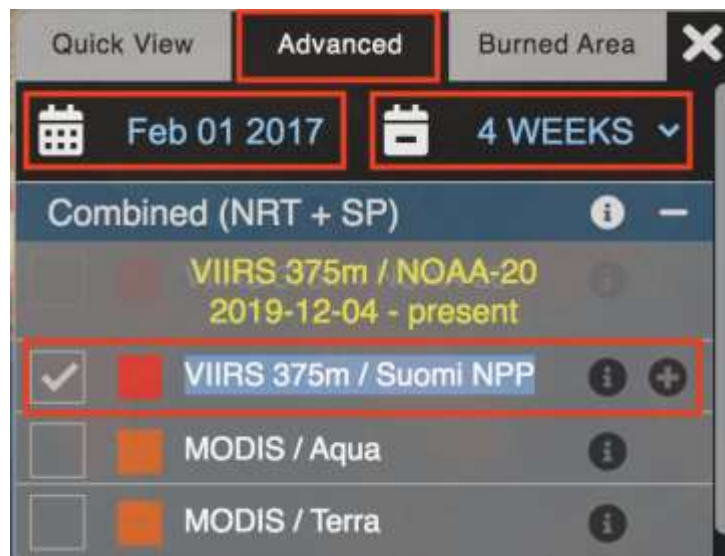 Quick View Advanced Burned Area
Feb 01 2017 4 WEEKS
Combined (NRT + SP)
VIIRS 375m / NOAA-20
2019-12-04 - present
VIIRS 375m / Suomi NPP
MODIS / Aqua
MODIS / Terra